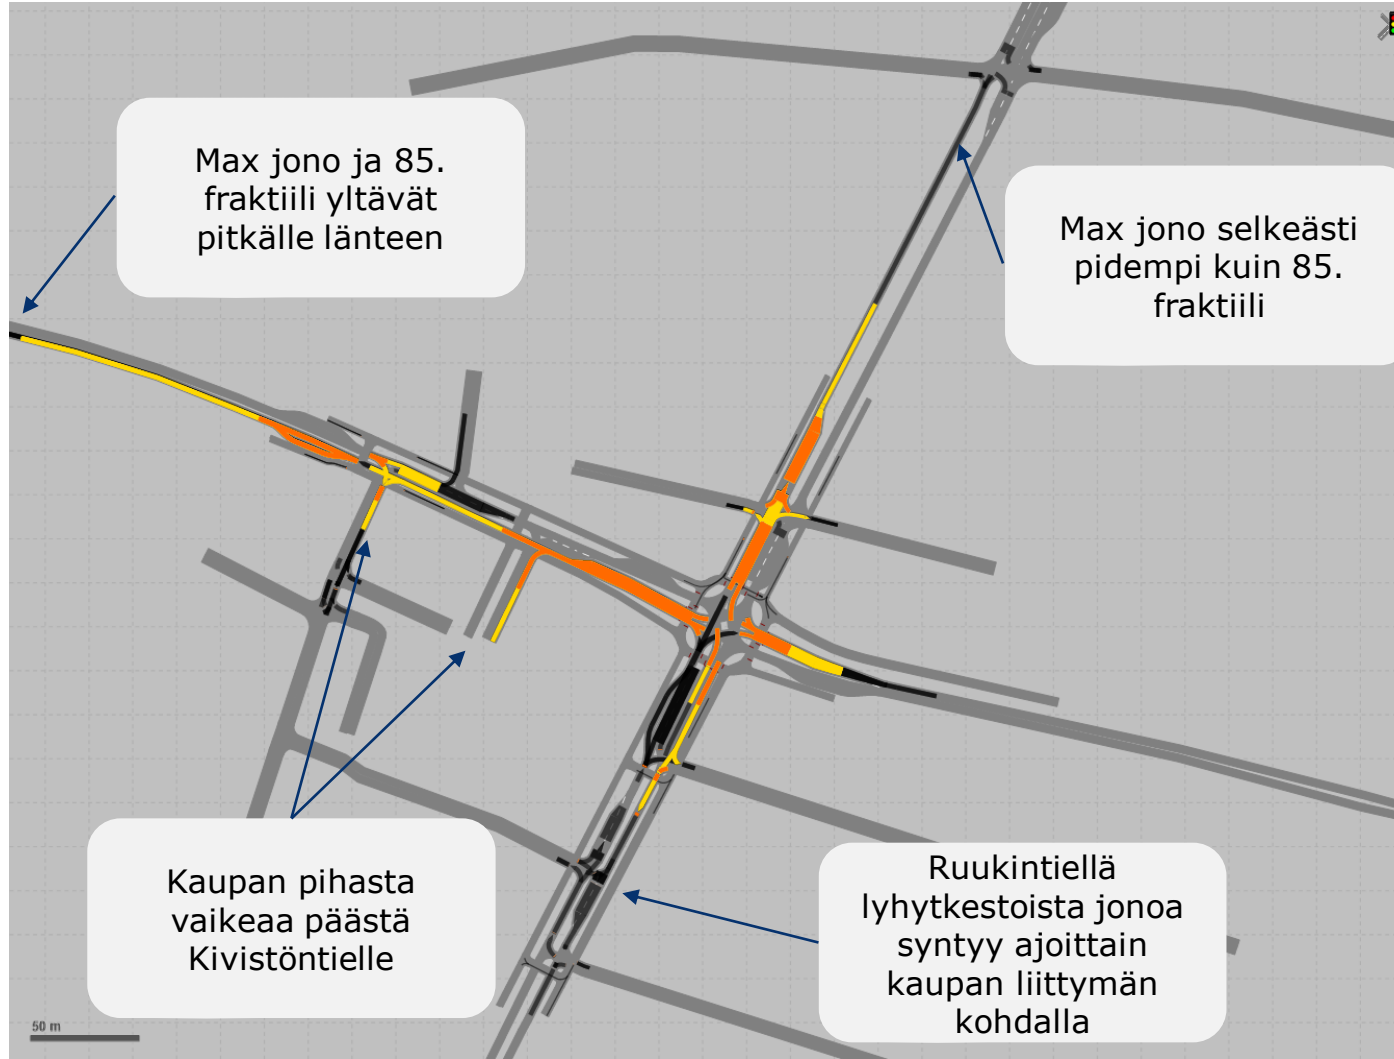 Max jono ja 85.
fraktiili yltävät
pitkälle länteen
Max jono selkeästi
pidempi kuin 85.
fraktiili
Kaupan pihasta
vaikeaa päästä
Kivistöntielle
Ruukintiellä
lyhytkestoista jonoa
syntyy ajoittain
kaupan liittymän
kohdalla
50 m